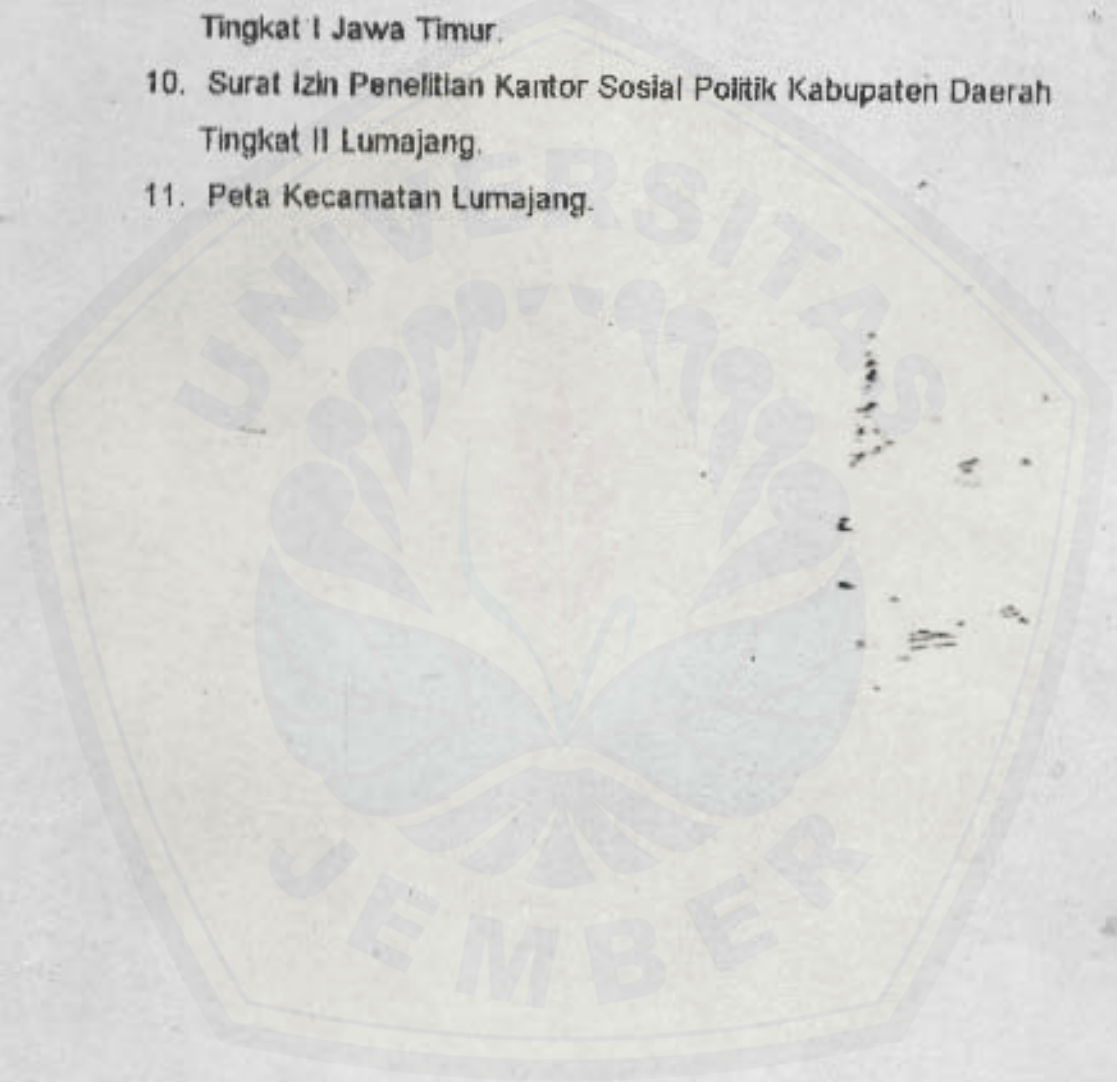 Tingkat I Jawa Timur.
10. Surat Izin Penelitian Kantor Sosial Politik Kabupaten Daerah
Tingkat II Lumajang.
11. Peta Kecamatan Lumajang.
UNIVERSITAS
JEMBER